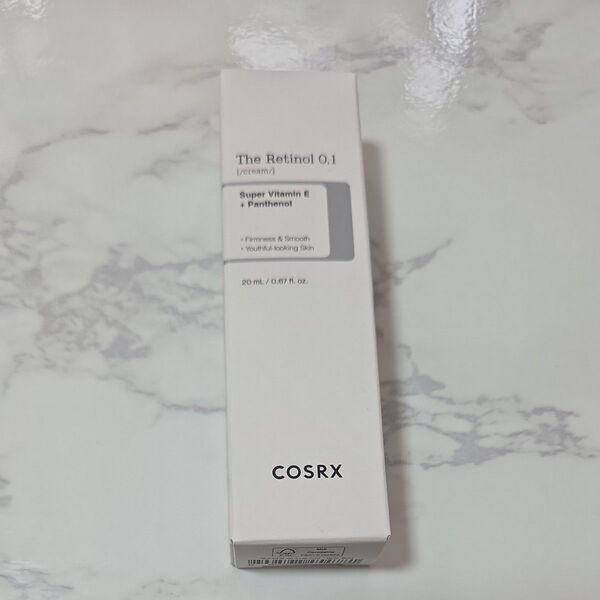 The Retinol 0.1
[/cream/]
Super Vitamin E
+ Panthenol
• Firmness & Smooth
• Youthful-looking Skin
20 mL / 0.67 fl. oz.
COSRX